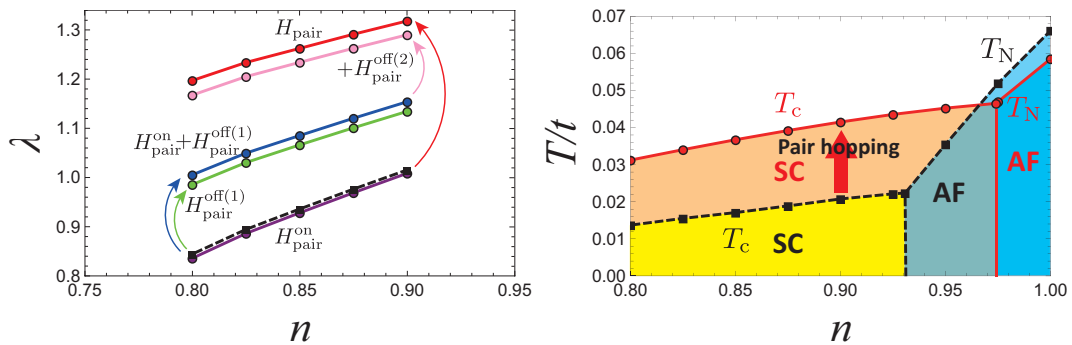 1.3
1.2
1.1
1.0
0.9
0.8
λ
H_pair
+H_pair^off(2)
H_pair^on+H_pair^off(1)
H_pair^off(1)
H_pair^on
0.75 0.80 0.85 0.90 0.95
n
0.07
0.06
0.05
0.04
0.03
0.02
0.01
0.00
T/t
T_N
T_c
T_N
Pair hopping
SC
AF
AF
T_c
SC
0.80 0.85 0.90 0.95 1.00
n